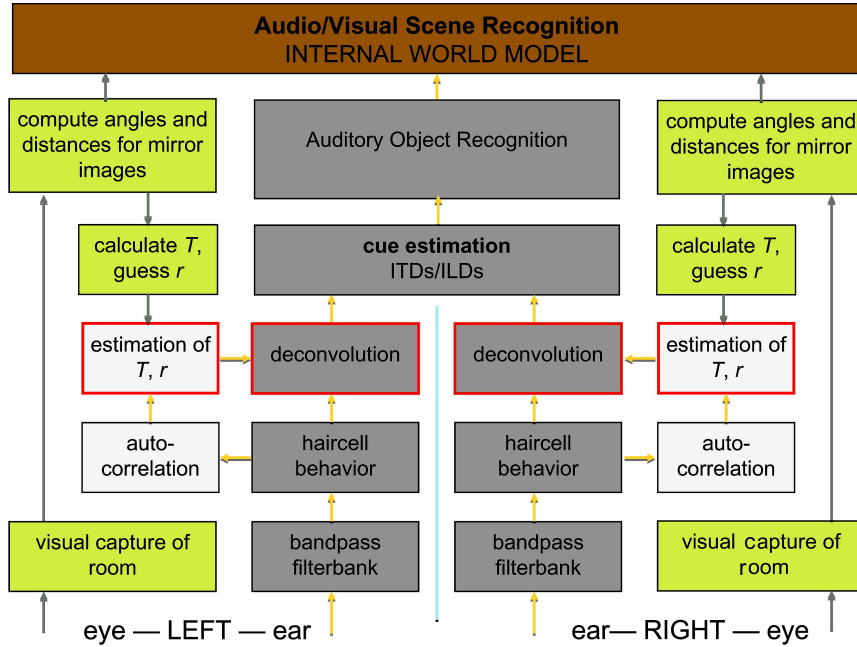 Audio/Visual Scene Recognition
INTERNAL WORLD MODEL
compute angles and
distances for mirror
images
Auditory Object Recognition
compute angles and
distances for mirror
images
calculate T,
guess r
cue estimation
ITDs/ILDs
calculate T,
guess r
estimation of
T, r
deconvolution
deconvolution
estimation of
T, r
auto-
correlation
haircell
behavior
haircell
behavior
auto-
correlation
visual capture of
room
bandpass
filterbank
bandpass
filterbank
visual capture of
room
eye — LEFT — ear
ear— RIGHT — eye